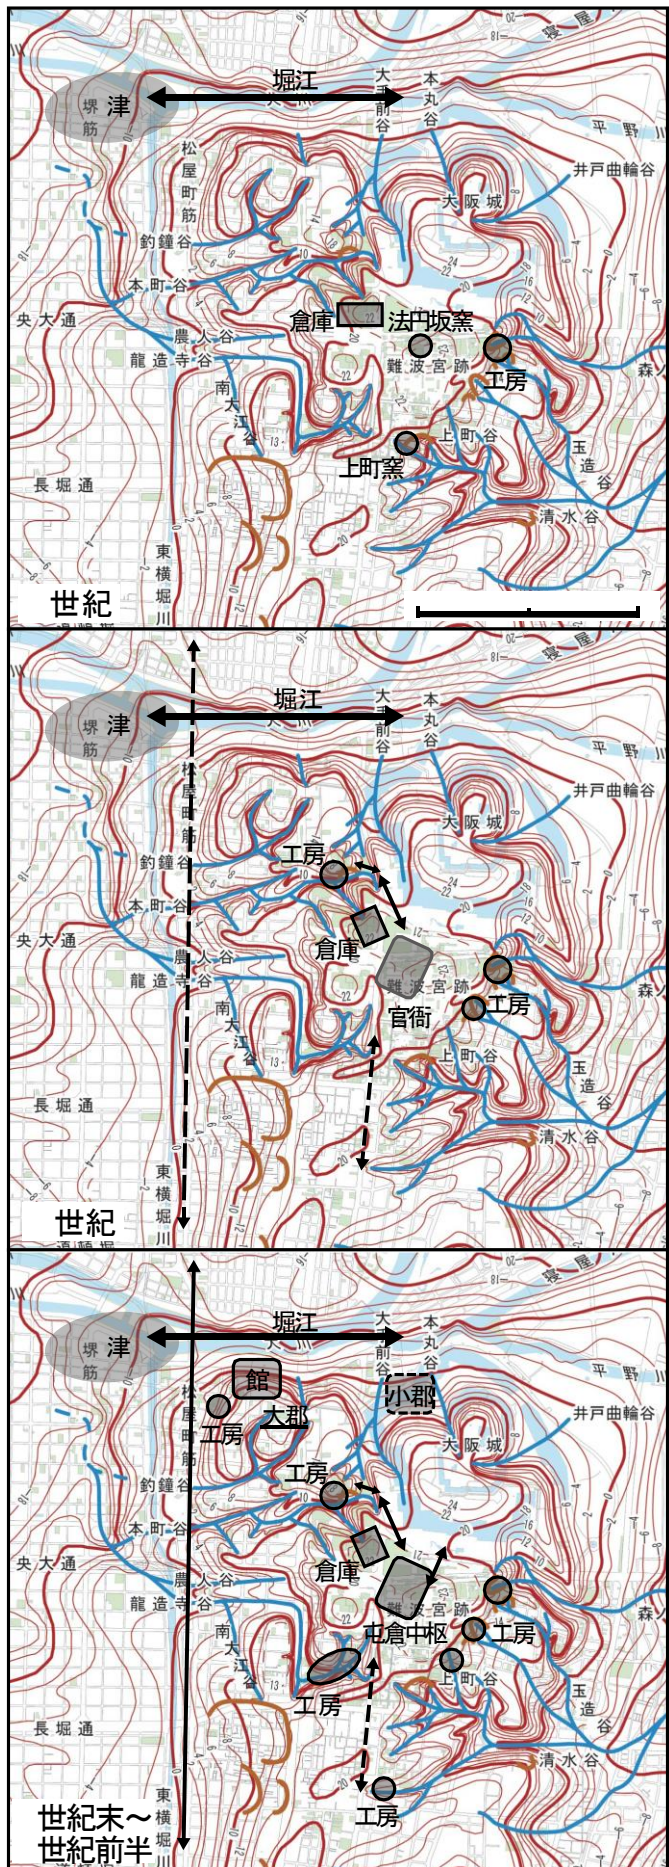 堀江
津
堺筋
大手前谷
本丸谷
寝屋川
平野川
井戸曲輪谷
大阪城
松屋町筋
釣鐘谷
本町谷
央大通
農人谷
龍造寺谷
倉庫
法円坂窯
難波宮跡
工房
森ノ
南大江谷
上町谷
上町窯
玉造谷
清水谷
長堀通
東横堀川
世紀
堀江
津
堺筋
大手前谷
本丸谷
寝屋
平野川
井戸曲輪谷
大阪城
松屋町筋
釣鐘谷
工房
本町谷
央大通
農人谷
龍造寺谷
倉庫
難波宮跡
官衙
工房
森ノ
南大江谷
上町谷
玉造谷
清水谷
長堀通
東横堀川
世紀
堀江
津
堺筋
大手前谷
本丸谷
寝屋川
平野川
館
小郡
工房
大郡
井戸曲輪谷
大阪城
松屋町筋
釣鐘谷
工房
本町谷
央大通
農人谷
龍造寺谷
倉庫
難波宮跡
屯倉中枢
工房
森ノ
南大江谷
上町谷
工房
玉造谷
清水谷
長堀通
東横堀川
工房
世紀末～
世紀前半